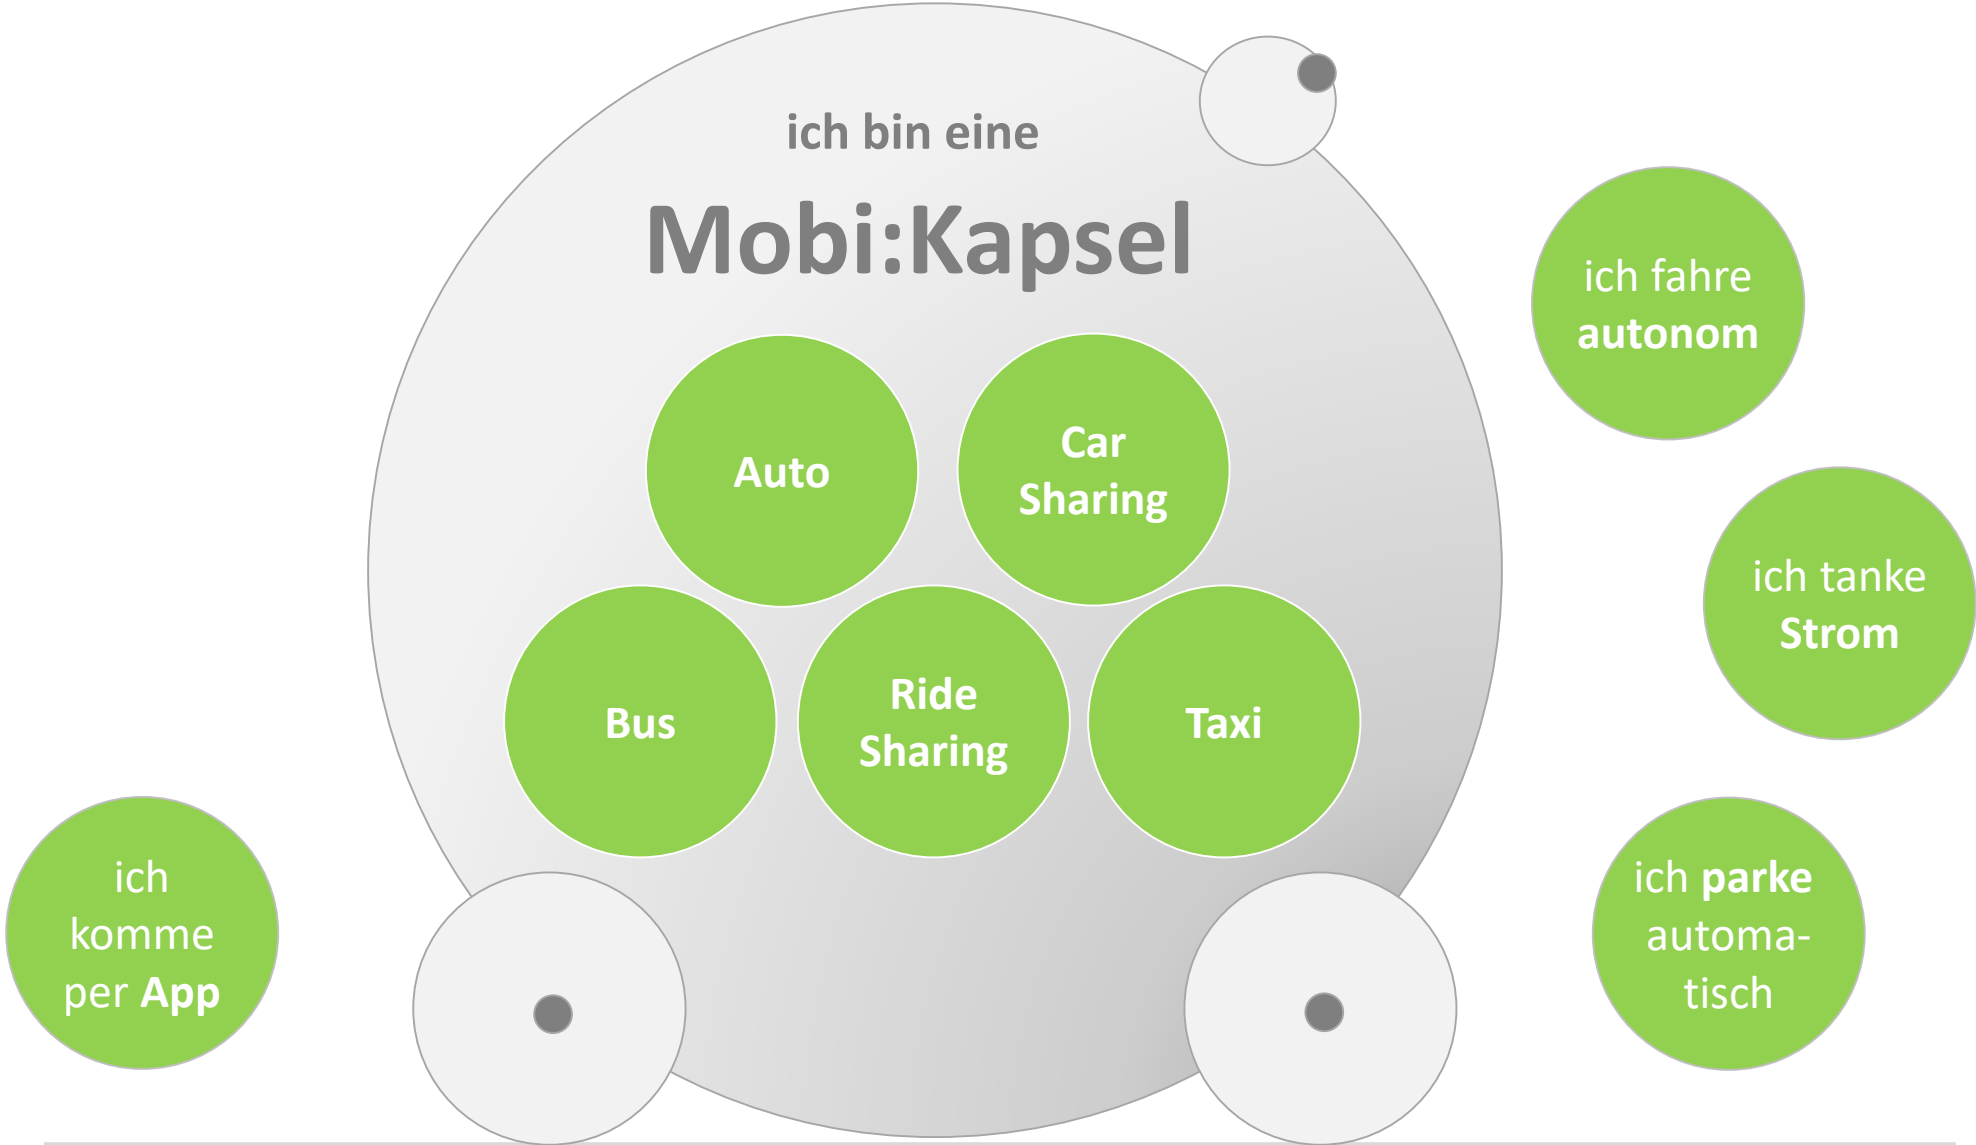 ich bin eine
Mobi:Kapsel
Auto
Car
Sharing
Bus
Ride
Sharing
Taxi
ich fahre
autonom
ich tanke
Strom
ich parke
automa-
tisch
ich
komme
per App